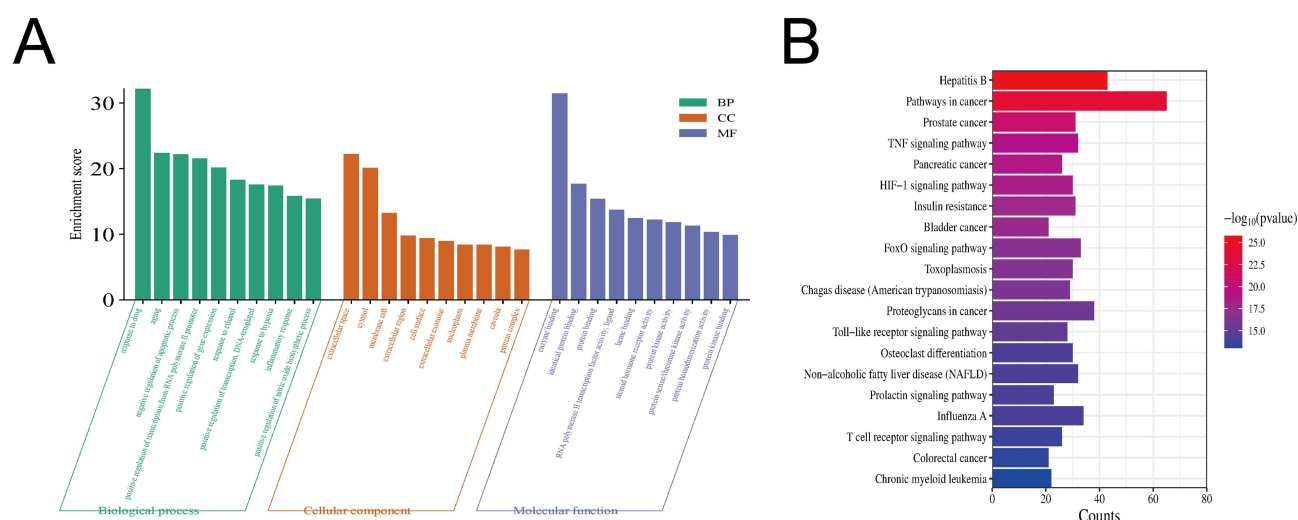 A
B
Enrichment score
30
20
10
0
BP
CC
MF
response to drug
aging
negative regulation of apoptotic process
positive regulation of transcription from RNA polymerase II promoter
positive regulation of gene expression
response to ethanol
positive regulation of transcription, DNA-templated
response to hypoxia
inflammatory response
positive regulation of nitric oxide biosynthetic process
extracellular space
cytosol
membrane raft
extracellular region
cell surface
extracellular exosome
nucleoplasm
plasma membrane
caveola
protein complex
enzyme binding
identical protein binding
protein binding
RNA polymerase II transcription factor activity, ligand
heme binding
steroid hormone receptor activity
protein kinase activity
protein serine/threonine kinase activity
protein homodimerization activity
protein kinase binding
Biological process
Cellular component
Molecular function
Hepatitis B
Pathways in cancer
Prostate cancer
TNF signaling pathway
Pancreatic cancer
HIF−1 signaling pathway
Insulin resistance
Bladder cancer
FoxO signaling pathway
Toxoplasmosis
Chagas disease (American trypanosomiasis)
Proteoglycans in cancer
Toll−like receptor signaling pathway
Osteoclast differentiation
Non−alcoholic fatty liver disease (NAFLD)
Prolactin signaling pathway
Influenza A
T cell receptor signaling pathway
Colorectal cancer
Chronic myeloid leukemia
0 20 40 60 80
Counts
−log10(pvalue)
25.0
22.5
20.0
17.5
15.0